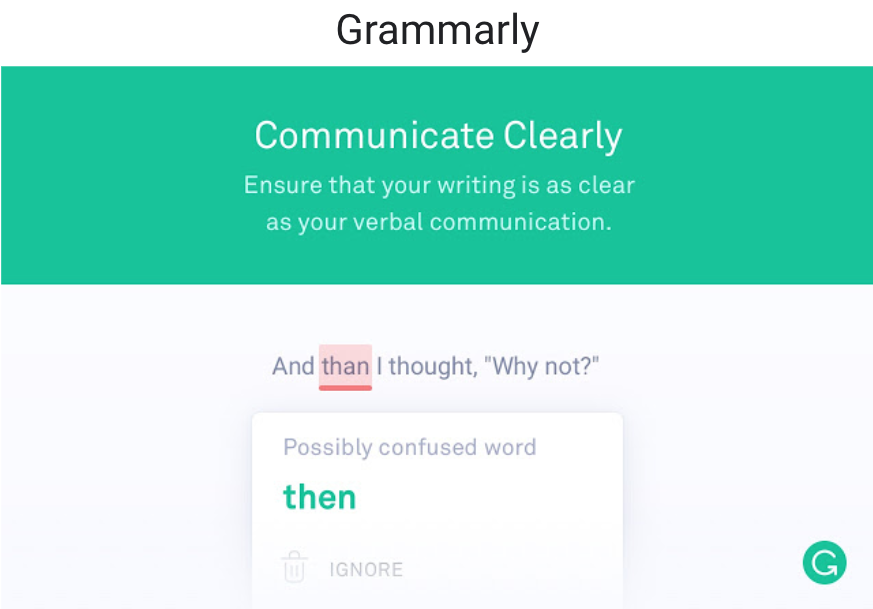 Grammarly
Communicate Clearly
Ensure that your writing is as clear
as your verbal communication.
And than I thought, "Why not?"
Possibly confused word
then
IGNORE